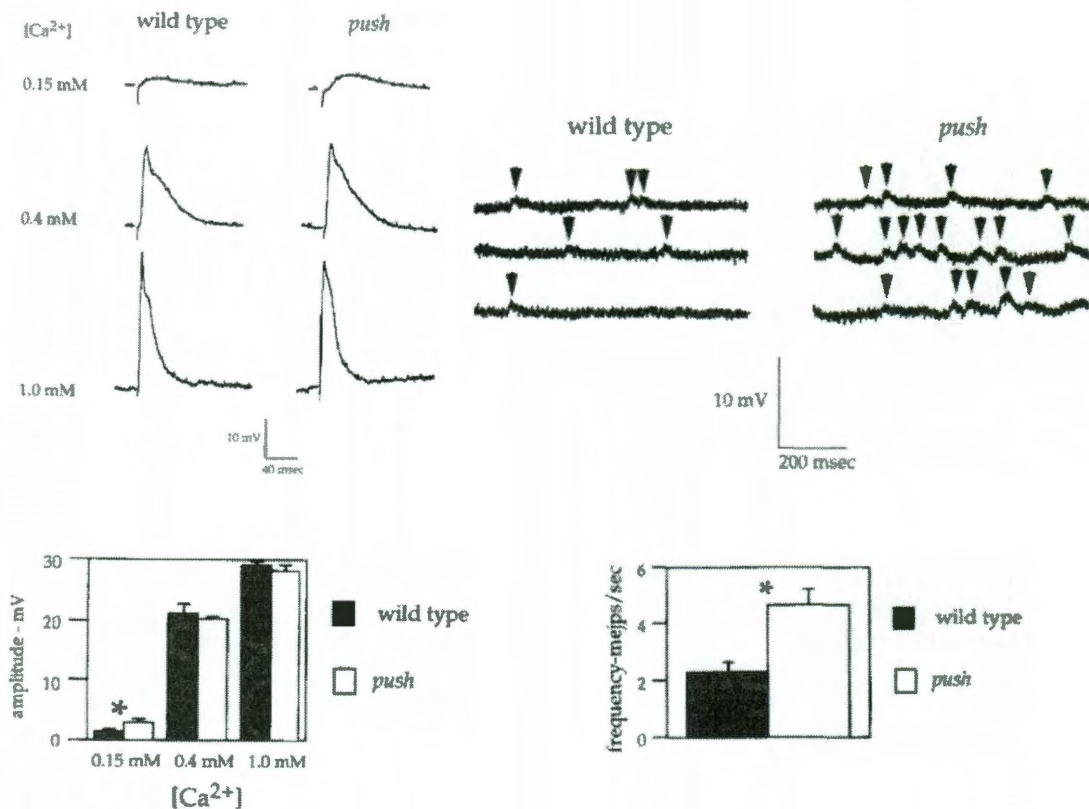 [Ca2+]
wild type
push
0.15 mM
0.4 mM
1.0 mM
10 mV
40 msec
wild type
push
10 mV
200 msec
amplitude - mV
30
20
10
0
*
0.15 mM 0.4 mM 1.0 mM
[Ca2+]
wild type
push
frequency-mejps/sec
6
4
2
0
*
wild type
push